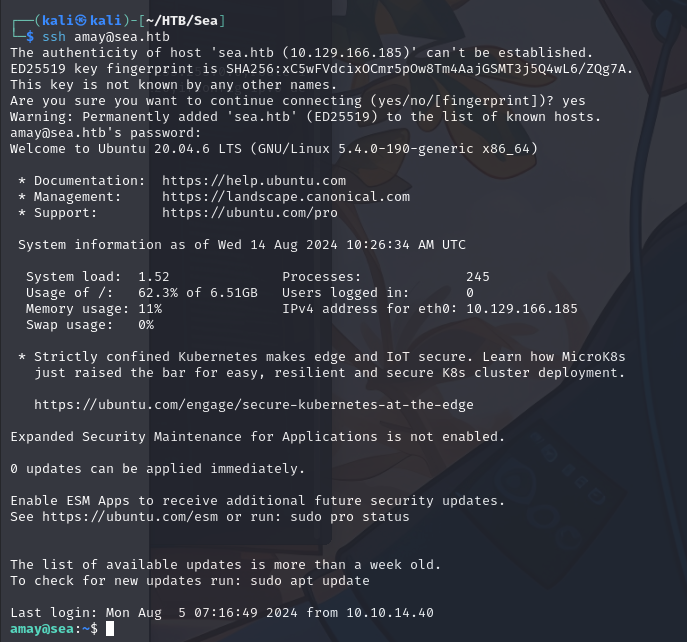 ┌──(kali㉿kali)-[~/HTB/Sea]
└─$ ssh amay@sea.htb
The authenticity of host 'sea.htb (10.129.166.185)' can't be established.
ED25519 key fingerprint is SHA256:xC5wFVdcixOCmr5pOw8Tm4AajGSMT3j5Q4wL6/ZQg7A.
This key is not known by any other names.
Are you sure you want to continue connecting (yes/no/[fingerprint])? yes
Warning: Permanently added 'sea.htb' (ED25519) to the list of known hosts.
amay@sea.htb's password:
Welcome to Ubuntu 20.04.6 LTS (GNU/Linux 5.4.0-190-generic x86_64)

 * Documentation:  https://help.ubuntu.com
 * Management:     https://landscape.canonical.com
 * Support:        https://ubuntu.com/pro

 System information as of Wed 14 Aug 2024 10:26:34 AM UTC

  System load:  1.52              Processes:             245
  Usage of /:   62.3% of 6.51GB   Users logged in:       0
  Memory usage: 11%               IPv4 address for eth0: 10.129.166.185
  Swap usage:   0%

 * Strictly confined Kubernetes makes edge and IoT secure. Learn how MicroK8s
   just raised the bar for easy, resilient and secure K8s cluster deployment.

   https://ubuntu.com/engage/secure-kubernetes-at-the-edge

Expanded Security Maintenance for Applications is not enabled.

0 updates can be applied immediately.

Enable ESM Apps to receive additional future security updates.
See https://ubuntu.com/esm or run: sudo pro status


The list of available updates is more than a week old.
To check for new updates run: sudo apt update

Last login: Mon Aug  5 07:16:49 2024 from 10.10.14.40
amay@sea:~$